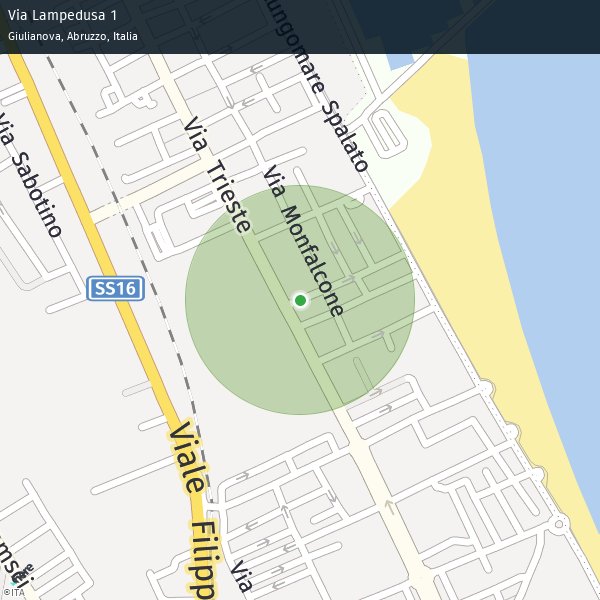 Via Lampedusa 1
Giulianova, Abruzzo, Italia
Lungomare Spalato
Via Trieste
Via Sabotino
Via Monfalcone
SS16
Viale Filipp
Via
©ITA